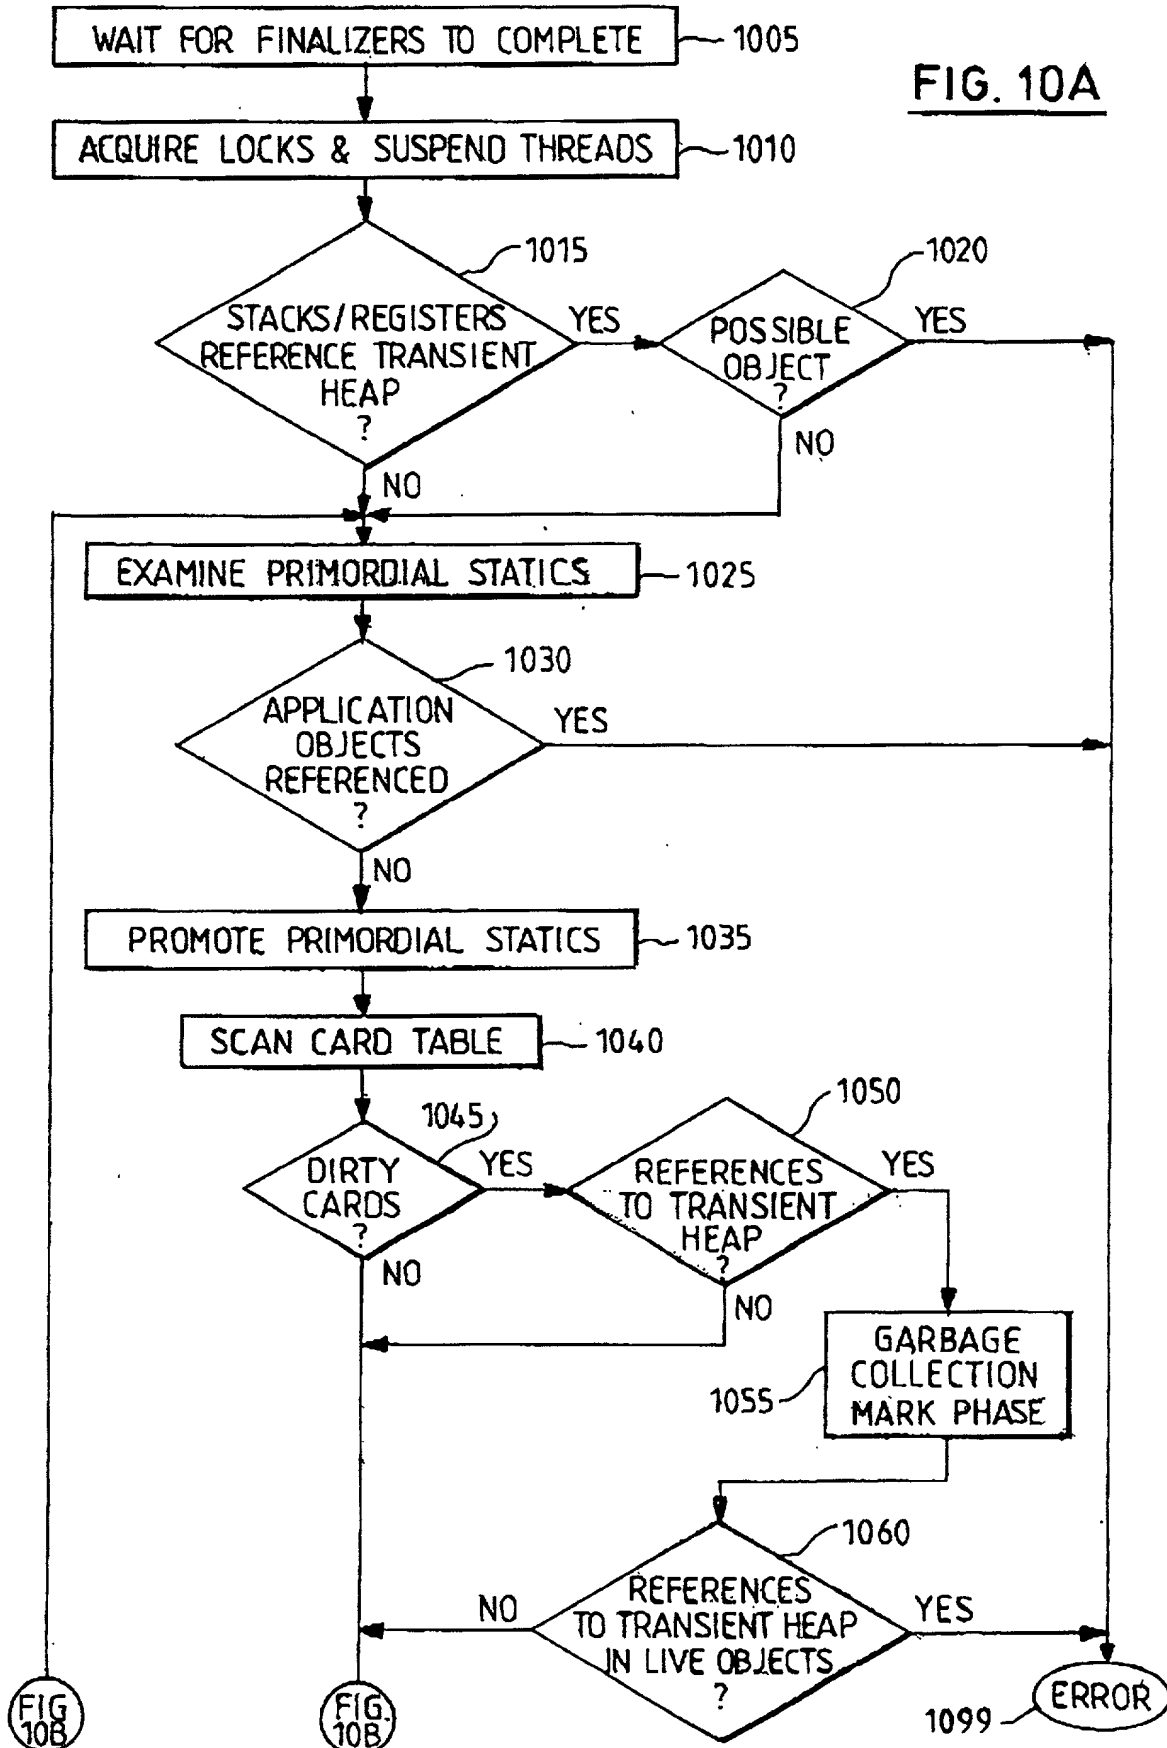 WAIT FOR FINALIZERS TO COMPLETE
1005
FIG. 10A
ACQUIRE LOCKS & SUSPEND THREADS
1010
1015
1020
STACKS/REGISTERS
REFERENCE TRANSIENT
HEAP
?
YES
POSSIBLE
OBJECT
?
YES
NO
NO
EXAMINE PRIMORDIAL STATICS
1025
1030
APPLICATION
OBJECTS
REFERENCED
?
YES
NO
PROMOTE PRIMORDIAL STATICS
1035
SCAN CARD TABLE
1040
1045
1050
DIRTY
CARDS
?
YES
REFERENCES
TO TRANSIENT
HEAP
?
YES
NO
NO
GARBAGE
COLLECTION
MARK PHASE
1055
1060
REFERENCES
TO TRANSIENT HEAP
IN LIVE OBJECTS
?
NO
YES
FIG
10B
FIG.
10B
ERROR
1099